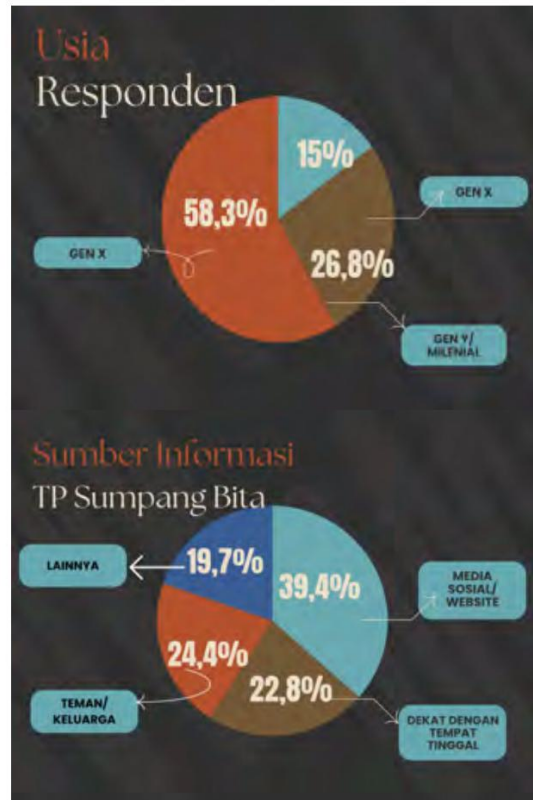 Usia
Responden
15%
GEN X
58,3%
GEN X
26,8%
GEN Y/
MILENIAL
Sumber Informasi
TP Sumpang Bita
LAINNYA
19,7%
39,4%
MEDIA
SOSIAL/
WEBSITE
24,4%
22,8%
TEMAN/
KELUARGA
DEKAT DENGAN
TEMPAT
TINGGAL